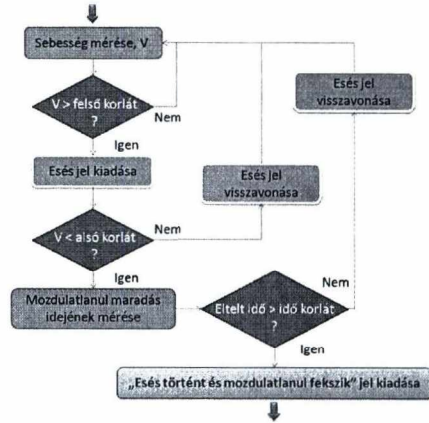 Sebesség mérése, V
V > felső korlát
?
Nem
Igen
Esés jel
visszavonása
Esés jel kiadása
Esés jel
visszavonása
V < alsó korlát
?
Nem
Igen
Mozdulatlanul maradás
idejének mérése
Eltelt idő > idő korlát
?
Nem
Igen
„Esés történt és mozdulatlanul fekszik” jel kiadása